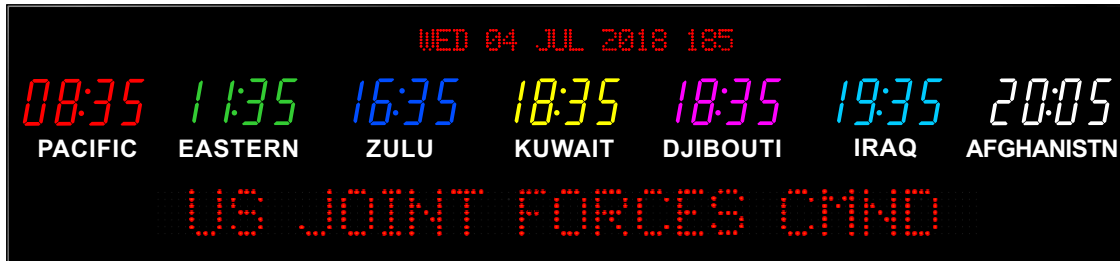 WED 04 JUL 2018 185
08:35 11:35 16:35 18:35 18:35 19:35 20:05
PACIFIC EASTERN ZULU KUWAIT DJIBOUTI IRAQ AFGHANISTN
US JOINT FORCES CMND